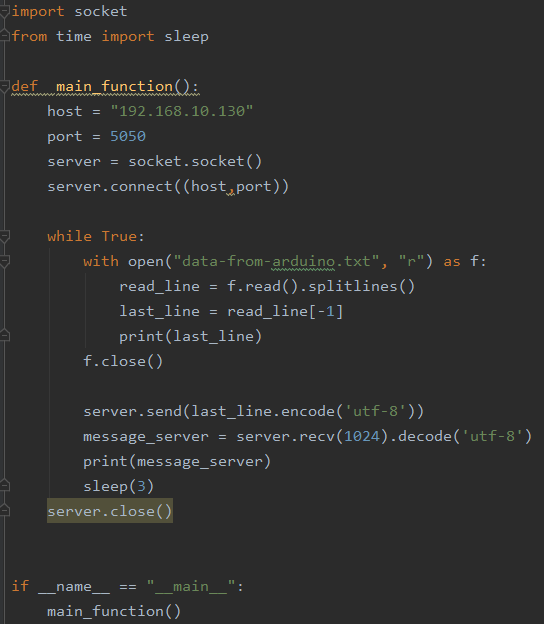 import socket
from time import sleep

def main_function():
    host = "192.168.10.130"
    port = 5050
    server = socket.socket()
    server.connect((host,port))

    while True:
        with open("data-from-arduino.txt", "r") as f:
            read_line = f.read().splitlines()
            last_line = read_line[-1]
            print(last_line)
        f.close()

        server.send(last_line.encode('utf-8'))
        message_server = server.recv(1024).decode('utf-8')
        print(message_server)
        sleep(3)
    server.close()


if __name__ == "__main__":
    main_function()